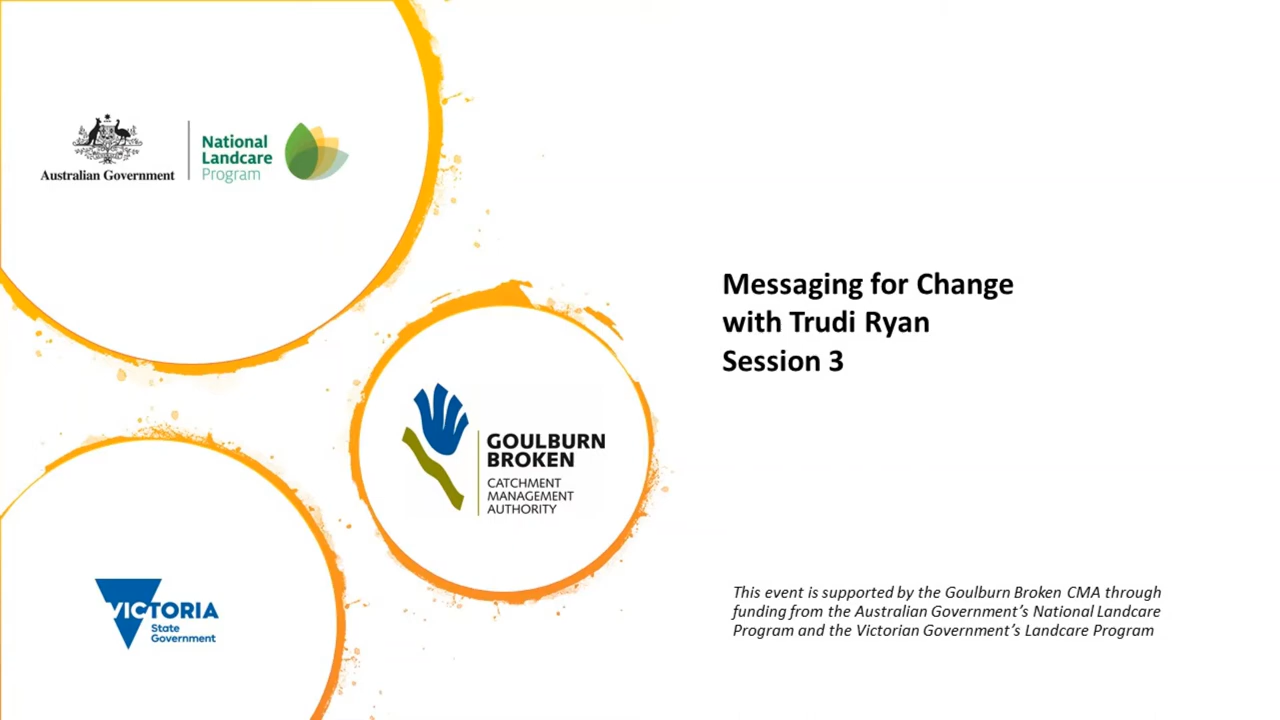 Australian Government
National
Landcare
Program
Messaging for Change
with Trudi Ryan
Session 3
GOULBURN
BROKEN
CATCHMENT
MANAGEMENT
AUTHORITY
VICTORIA
State
Government
This event is supported by the Goulburn Broken CMA through
funding from the Australian Government's National Landcare
Program and the Victorian Government's Landcare Program